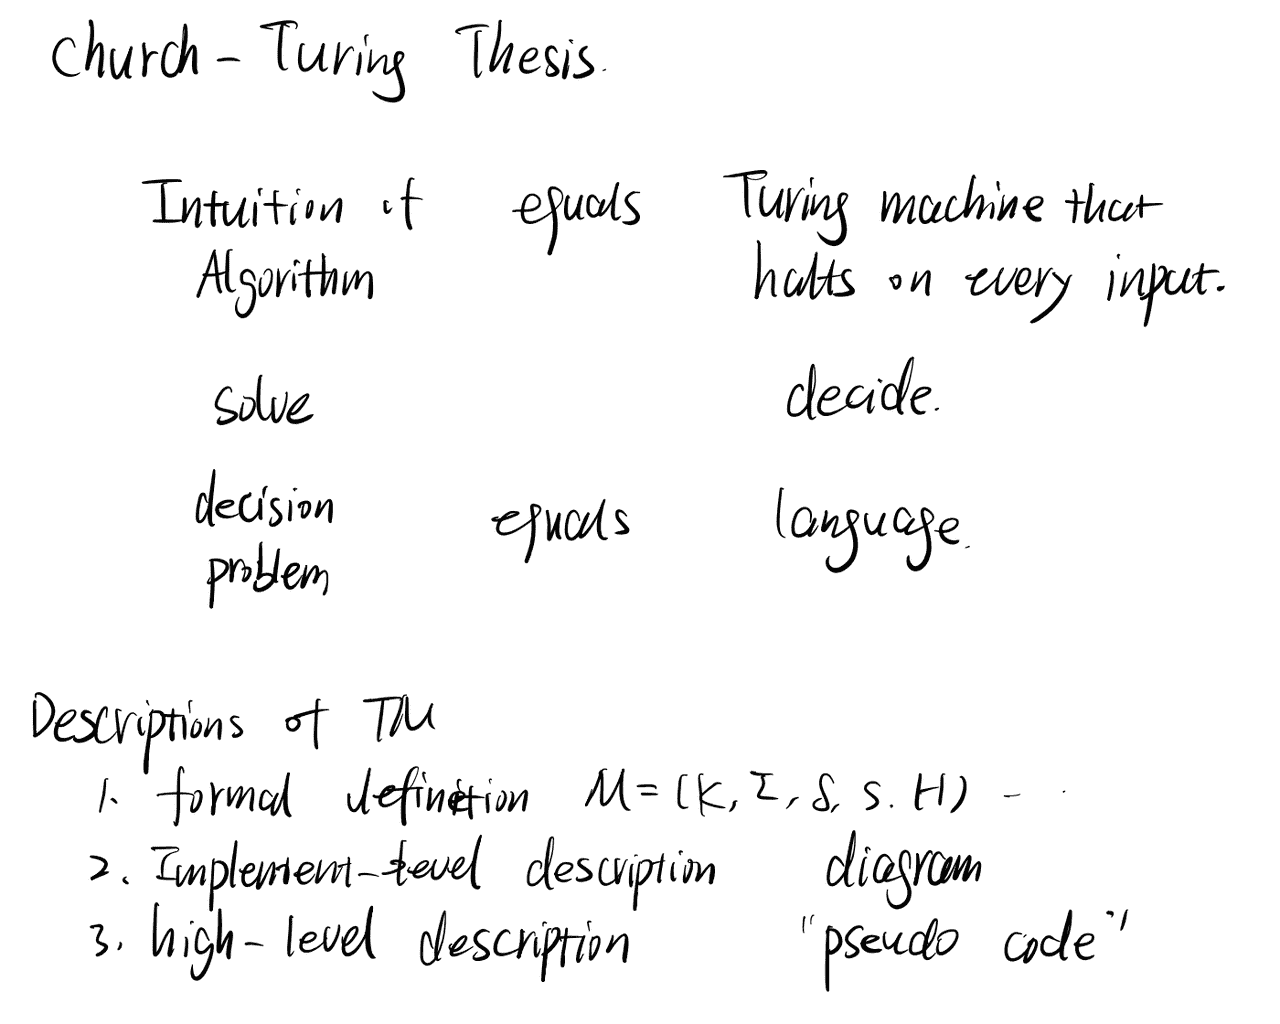 Church - Turing Thesis.
Intuition of equals Turing machine that
Algorithm halts on every input.
solve decide.
decision equals language.
problem
Descriptions of TM
1. formal definition M = (K, Σ, δ, s. H) - ·
2. Implement-level description diagram
3. high-level description "pseudo code"